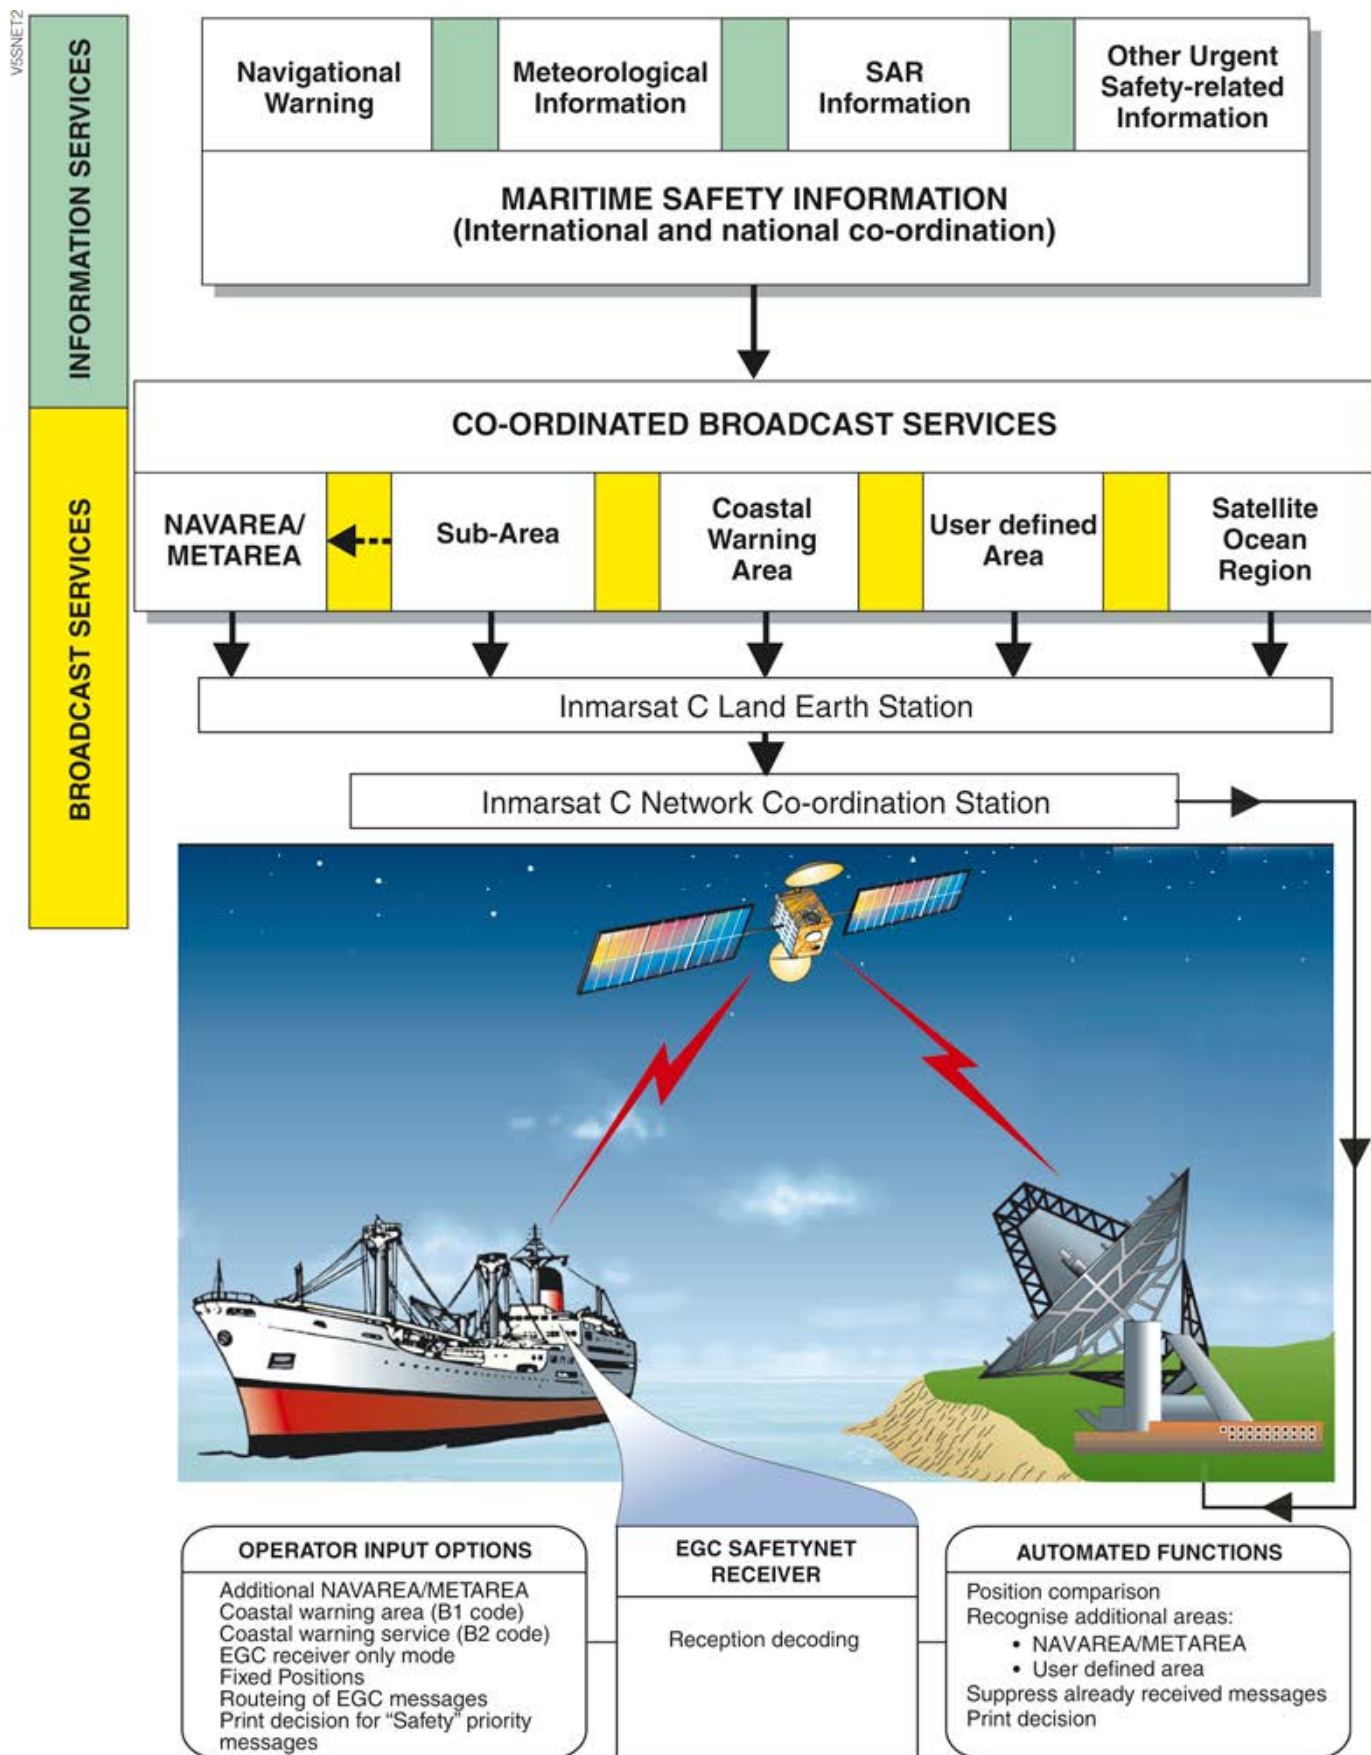 V5SNET2
INFORMATION SERVICES
BROADCAST SERVICES
Navigational
Warning
Meteorological
Information
SAR
Information
Other Urgent
Safety-related
Information
MARITIME SAFETY INFORMATION
(International and national co-ordination)
CO-ORDINATED BROADCAST SERVICES
NAVAREA/
METAREA
Sub-Area
Coastal
Warning
Area
User defined
Area
Satellite
Ocean
Region
Inmarsat C Land Earth Station
Inmarsat C Network Co-ordination Station
OPERATOR INPUT OPTIONS
Additional NAVAREA/METAREA
Coastal warning area (B1 code)
Coastal warning service (B2 code)
EGC receiver only mode
Fixed Positions
Routeing of EGC messages
Print decision for “Safety” priority
messages
EGC SAFETYNET
RECEIVER
Reception decoding
AUTOMATED FUNCTIONS
Position comparison
Recognise additional areas:
• NAVAREA/METAREA
• User defined area
Suppress already received messages
Print decision